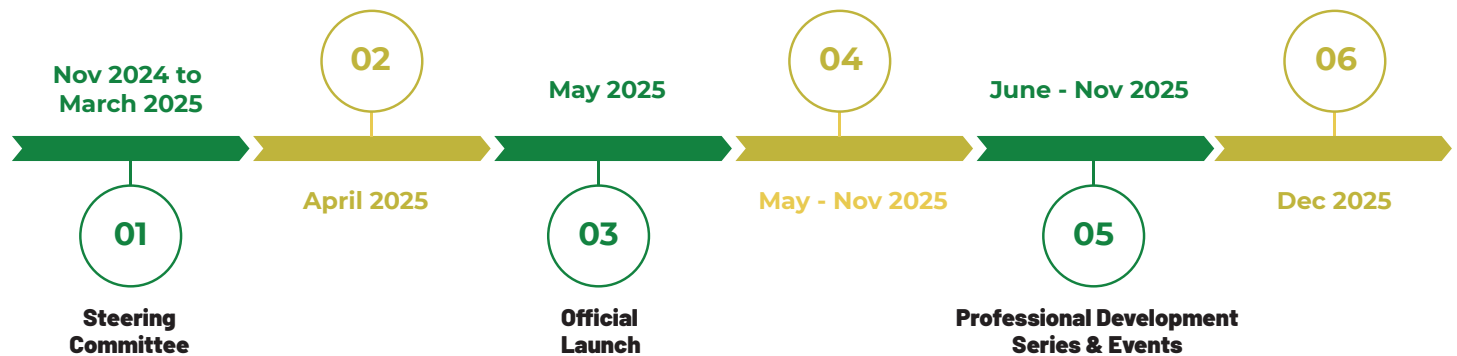 Nov 2024 to
March 2025
01
Steering
Committee
02
April 2025
May 2025
03
Official
Launch
04
May - Nov 2025
June - Nov 2025
05
Professional Development
Series & Events
06
Dec 2025